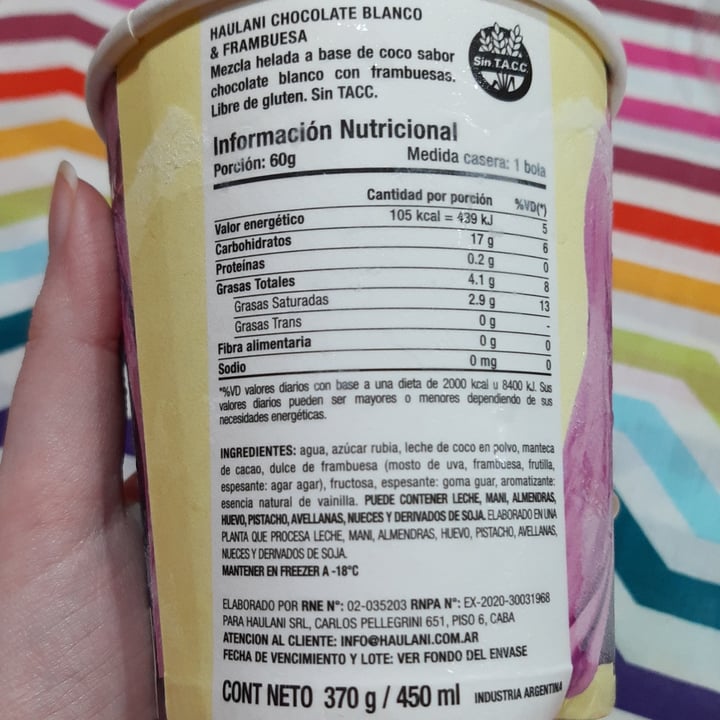 HAULANI CHOCOLATE BLANCO
& FRAMBUESA
Mezcla helada a base de coco sabor
chocolate blanco con frambuesas.
Libre de gluten. Sin TACC.
Sin T.A.C.C.
Información Nutricional
Porción: 60g Medida casera: 1 bola
Cantidad por porción %VD(*)
Valor energético 105 kcal = 439 kJ 5
Carbohidratos 17 g 6
Proteínas 0.2 g 0
Grasas Totales 4.1 g 8
Grasas Saturadas 2.9 g 13
Grasas Trans 0 g -
Fibra alimentaria 0 g 0
Sodio 0 mg 0
*%VD valores diarios con base a una dieta de 2000 kcal u 8400 kJ. Sus
valores diarios pueden ser mayores o menores dependiendo de sus
necesidades energéticas.
INGREDIENTES: agua, azúcar rubia, leche de coco en polvo, manteca
de cacao, dulce de frambuesa (mosto de uva, frambuesa, frutilla,
espesante: agar agar), fructosa, espesante: goma guar, aromatizante:
esencia natural de vainilla. PUEDE CONTENER LECHE, MANI, ALMENDRAS,
HUEVO, PISTACHO, AVELLANAS, NUECES Y DERIVADOS DE SOJA. ELABORADO EN UNA
PLANTA QUE PROCESA LECHE, MANI, ALMENDRAS, HUEVO, PISTACHO, AVELLANAS,
NUECES Y DERIVADOS DE SOJA.
MANTENER EN FREEZER A -18°C
ELABORADO POR RNE N°: 02-035203 RNPA N°: EX-2020-30031968
PARA HAULANI SRL, CARLOS PELLEGRINI 651, PISO 6, CABA
ATENCION AL CLIENTE: INFO@HAULANI.COM.AR
FECHA DE VENCIMIENTO Y LOTE: VER FONDO DEL ENVASE
CONT NETO 370 g / 450 ml INDUSTRIA ARGENTINA